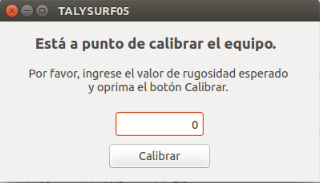 TALYSURF05
Está a punto de calibrar el equipo.
Por favor, ingrese el valor de rugosidad esperado
y oprima el botón Calibrar.
0
Calibrar